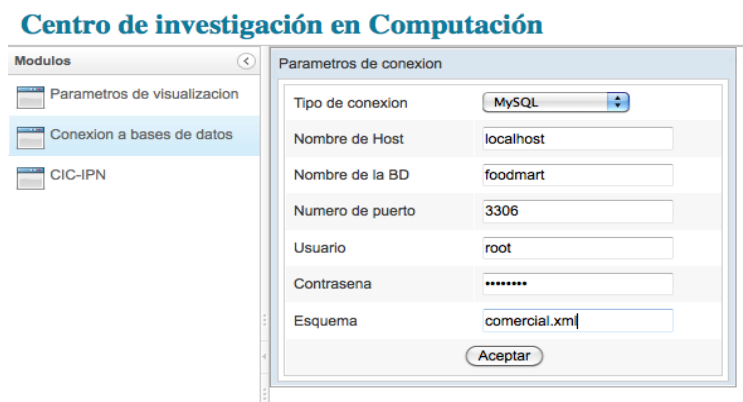 Centro de investigación en Computación
Modulos
Parametros de visualizacion
Conexion a bases de datos
CIC-IPN
Parametros de conexion
Tipo de conexion MySQL
Nombre de Host localhost
Nombre de la BD foodmart
Numero de puerto 3306
Usuario root
Contrasena ••••••••
Esquema comercial.xml
Aceptar